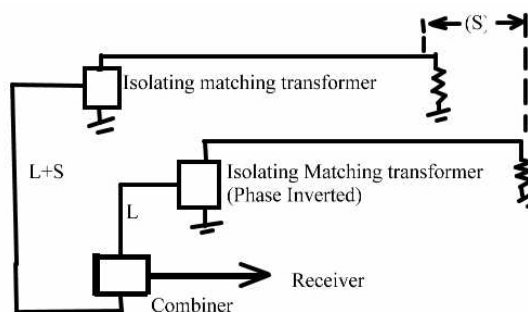 (S)
Isolating matching transformer
L+S
Isolating Matching transformer
(Phase Inverted)
L
Receiver
Combiner